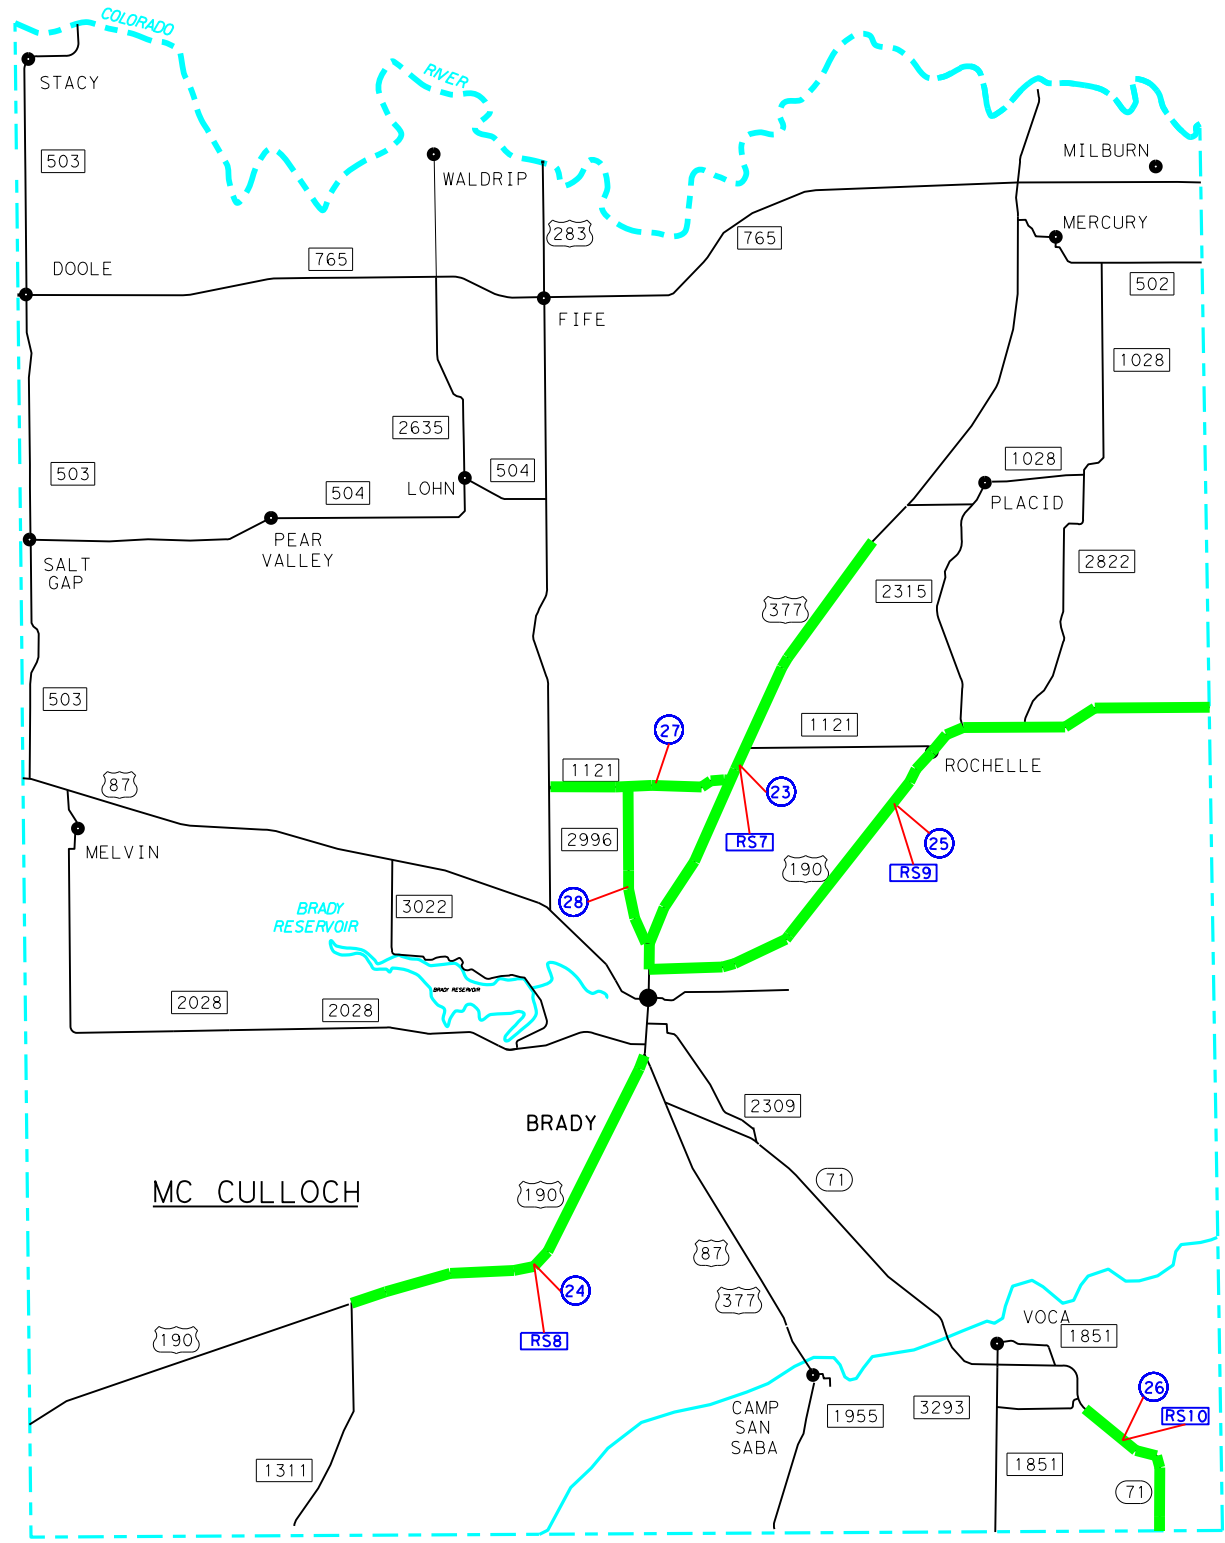 COLORADO
STACY
RIVER
503
WALDRIP
MILBURN
MERCURY
283
765
765
DOOLE
502
FIFE
1028
2635
LOHN
504
1028
503
504
PLACID
PEAR
VALLEY
SALT
GAP
2822
2315
377
503
27
1121
1121
ROCHELLE
87
23
2996
RS7
25
MELVIN
190
RS9
28
3022
BRADY
RESERVOIR
BRADY RESERVOIR
2028
2028
2309
BRADY
71
MC CULLOCH
190
87
24
377
VOCA
1851
190
RS8
26
CAMP
SAN
SABA
1955
3293
RS10
1311
1851
71